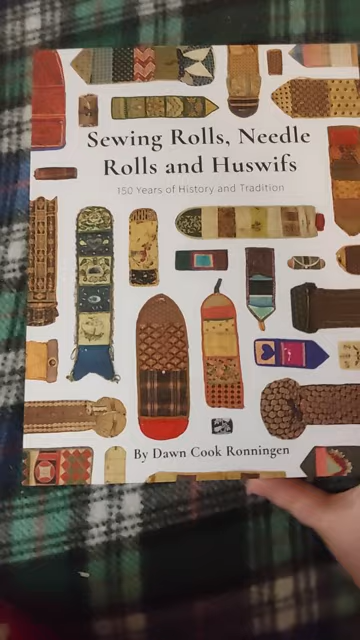 Sewing Rolls, Needle
Rolls and Huswifs
150 Years of History and Tradition
By Dawn Cook Ronningen